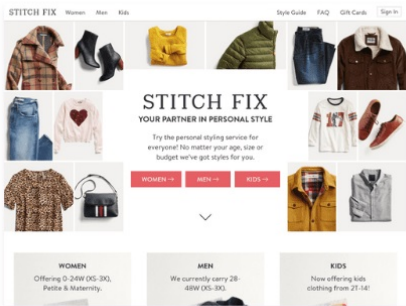 STITCH FIX Women Men Kids Style Guide FAQ Gift Cards Sign In
STITCH FIX
YOUR PARTNER IN PERSONAL STYLE
Try the personal styling service for
everyone! No matter your age, size or
budget we've got styles for you.
WOMEN → MEN → KIDS →
WOMEN
Offering 0-24W (XS-3X),
Petite & Maternity.
MEN
We currently carry 28-
48W (XS-3X).
KIDS
Now offering kids
clothing from 2T-14!